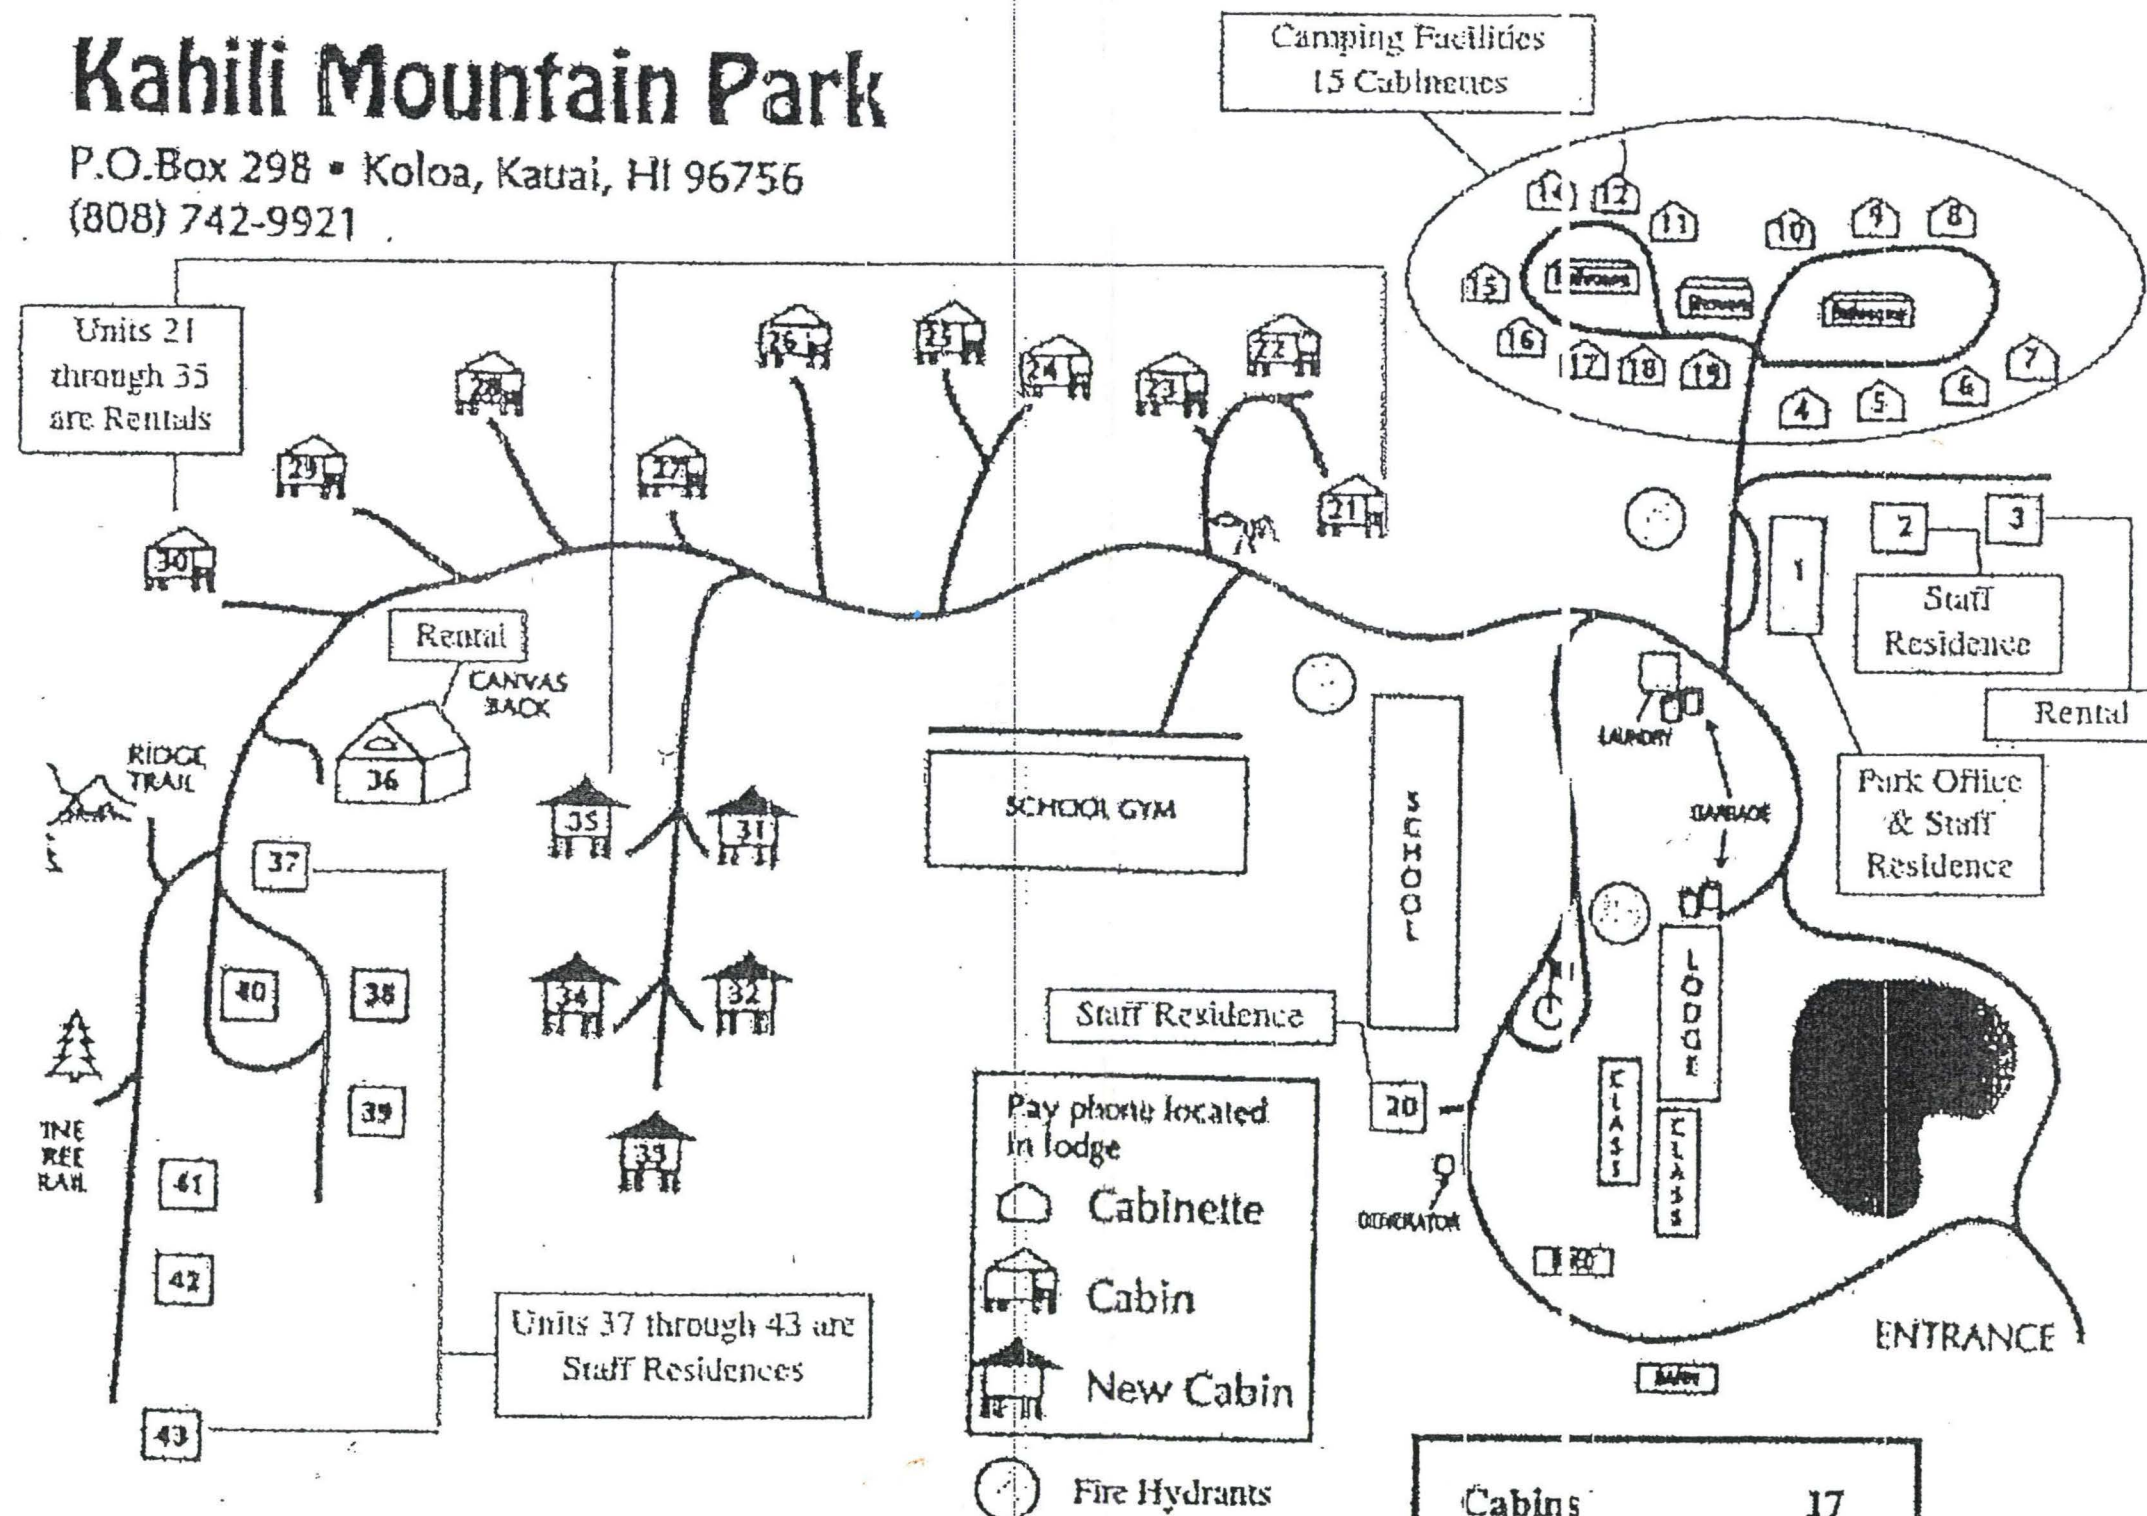 Kahili Mountain Park
P.O.Box 298 ▪ Koloa, Kauai, HI 96756
(808) 742-9921
Camping Facilities
15 Cabinettes
14
12
11
10
9
8
15
16
17
18
19
7
6
5
4
Units 21
through 35
are Rentals
26
25
24
23
22
21
28
27
29
30
Rental
CANVAS
BACK
36
RIDGE
TRAIL
37
35
31
34
32
33
40
38
39
41
42
43
INE
REE
RAIL
SCHOOL GYM
SCHOOL
2
3
1
Staff
Residence
Rental
LAUNDRY
GARBAGE
Park Office
& Staff
Residence
LODGE
CLASS
CLASS
Staff Residence
20
GENERATOR
BARN
ENTRANCE
Units 37 through 43 are
Staff Residences
Pay phone located
in lodge
Cabinette
Cabin
New Cabin
Fire Hydrants
Cabins 17